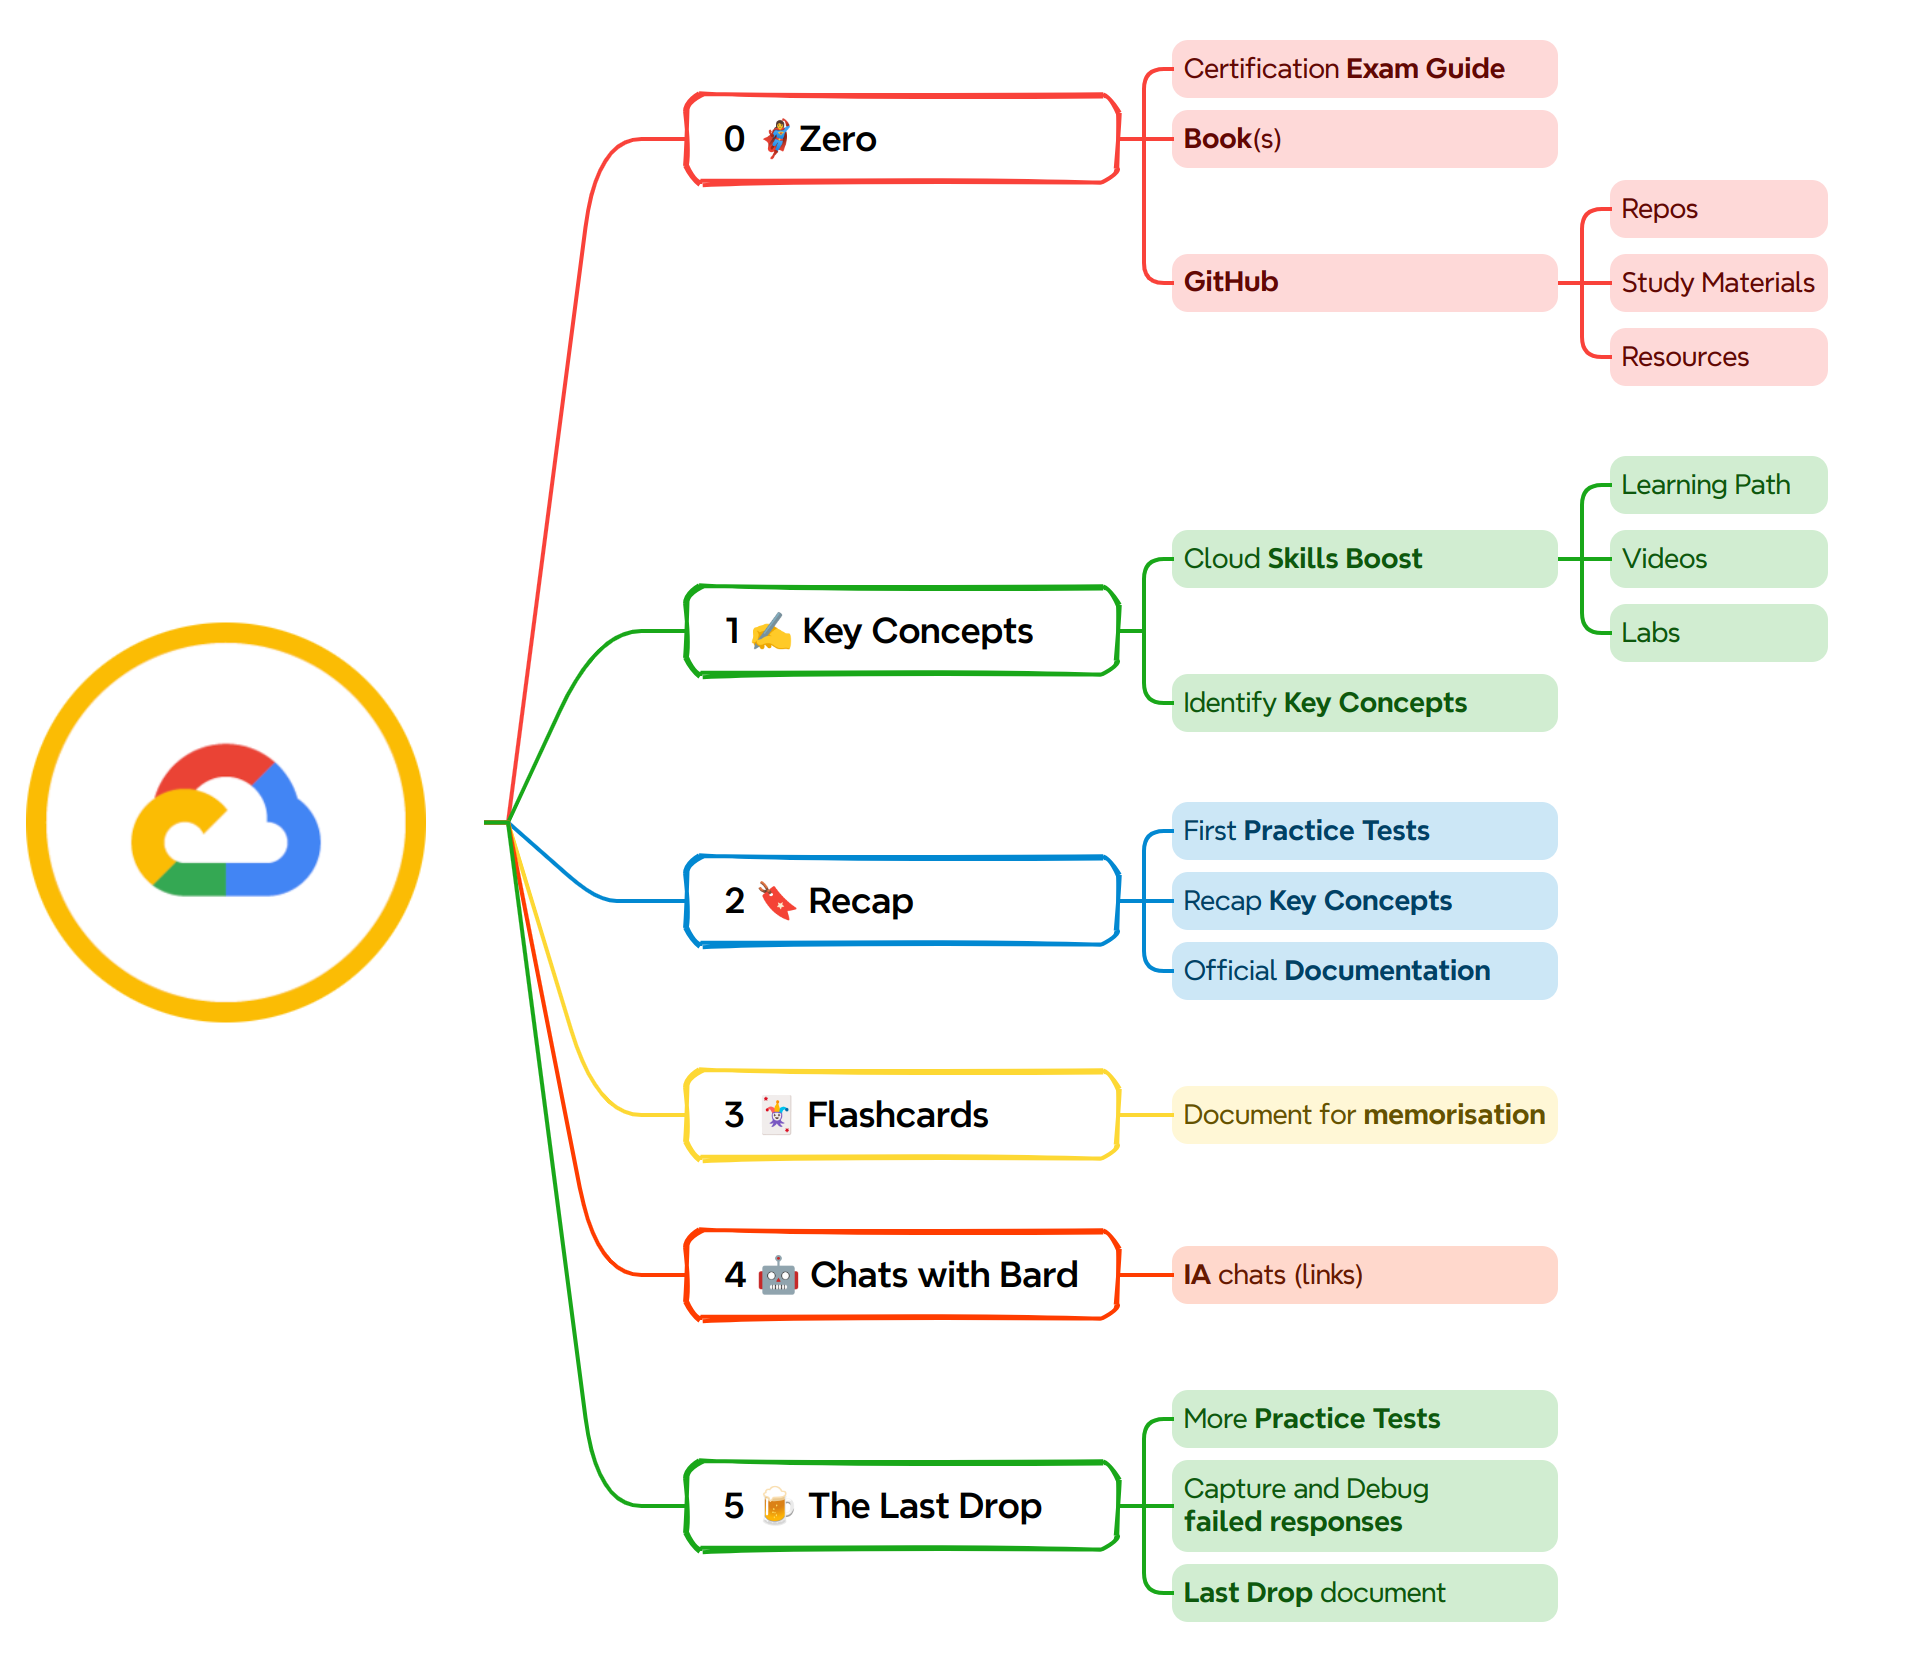 0 🦸 Zero
Certification Exam Guide
Book(s)
GitHub
Repos
Study Materials
Resources
1 ✍️ Key Concepts
Cloud Skills Boost
Learning Path
Videos
Labs
Identify Key Concepts
2 🔖 Recap
First Practice Tests
Recap Key Concepts
Official Documentation
3 🃏 Flashcards
Document for memorisation
4 🤖 Chats with Bard
IA chats (links)
5 🍺 The Last Drop
More Practice Tests
Capture and Debug
failed responses
Last Drop document